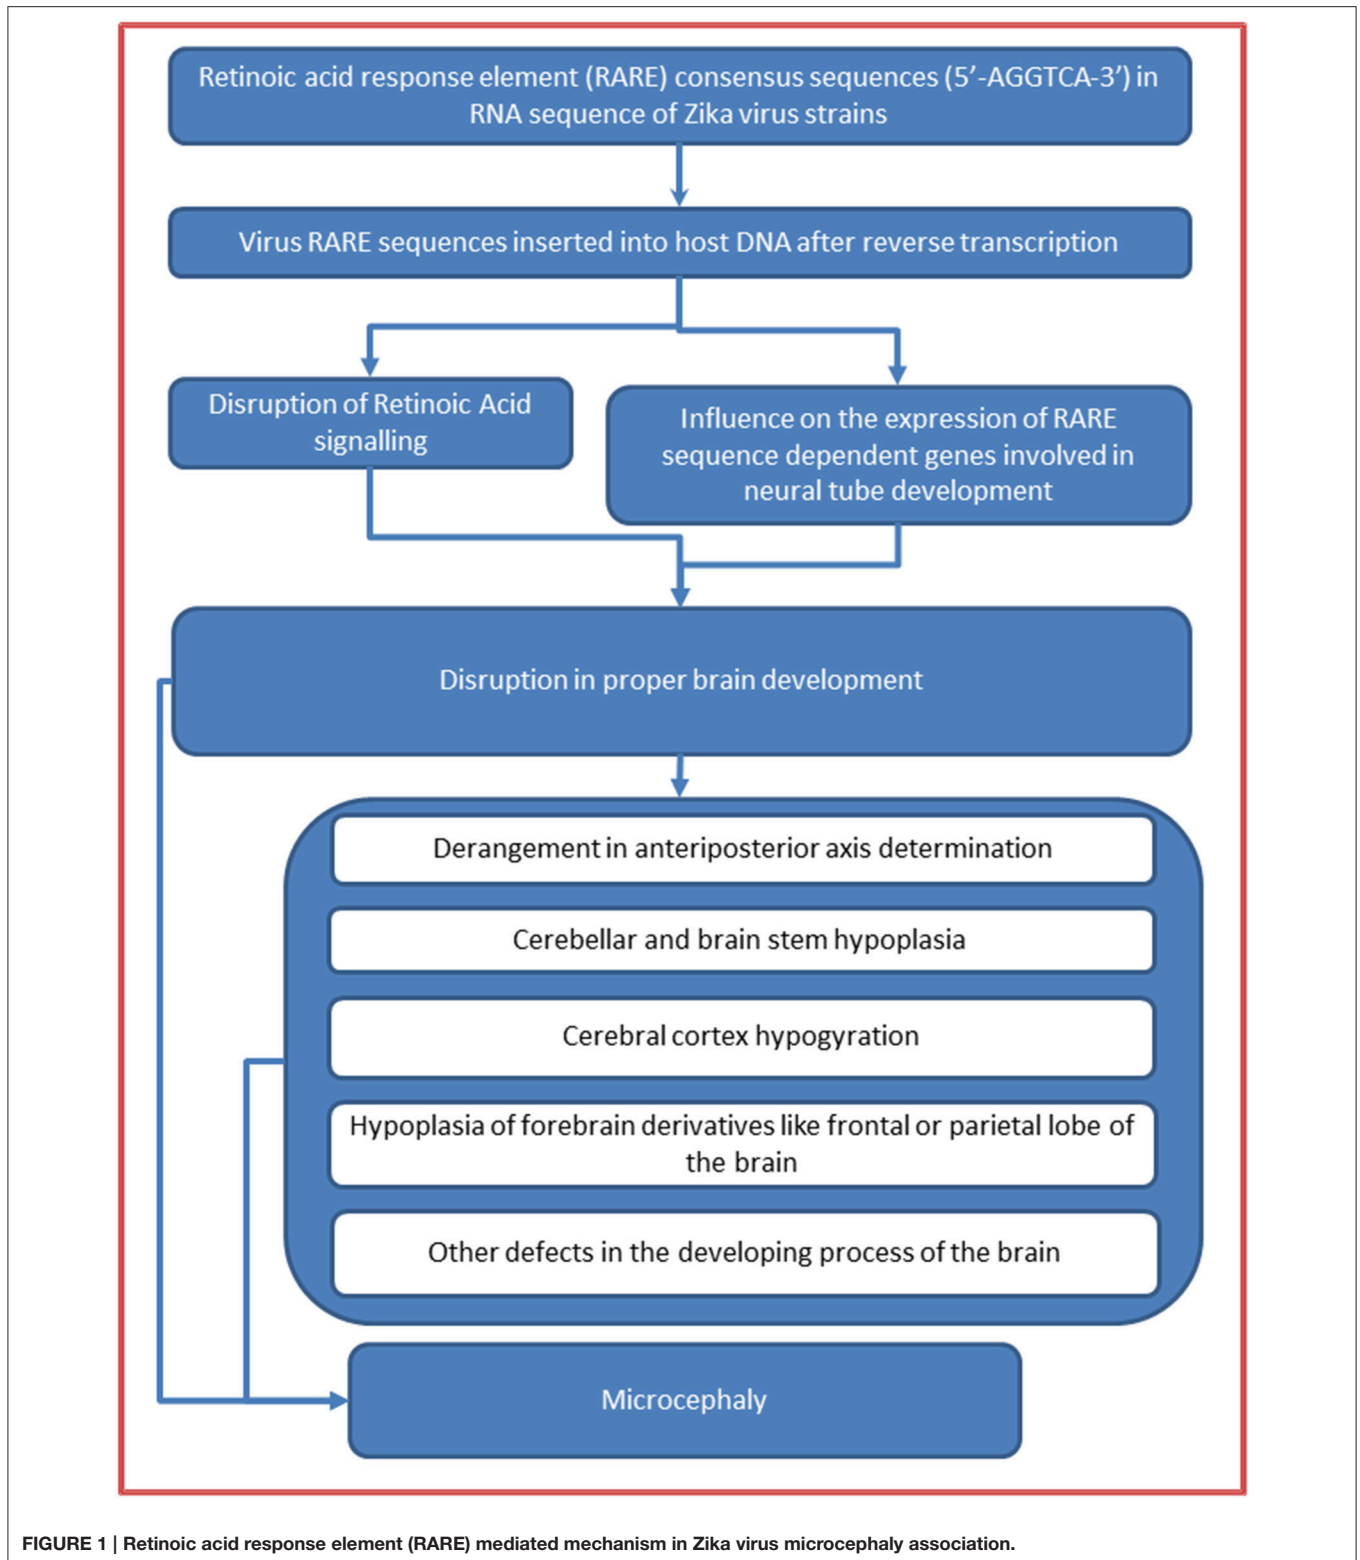 Retinoic acid response element (RARE) consensus sequences (5’-AGGTCA-3’) in
RNA sequence of Zika virus strains
Virus RARE sequences inserted into host DNA after reverse transcription
Disruption of Retinoic Acid
signalling
Influence on the expression of RARE
sequence dependent genes involved in
neural tube development
Disruption in proper brain development
Derangement in anteriposterior axis determination
Cerebellar and brain stem hypoplasia
Cerebral cortex hypogyration
Hypoplasia of forebrain derivatives like frontal or parietal lobe of
the brain
Other defects in the developing process of the brain
Microcephaly
FIGURE 1 | Retinoic acid response element (RARE) mediated mechanism in Zika virus microcephaly association.